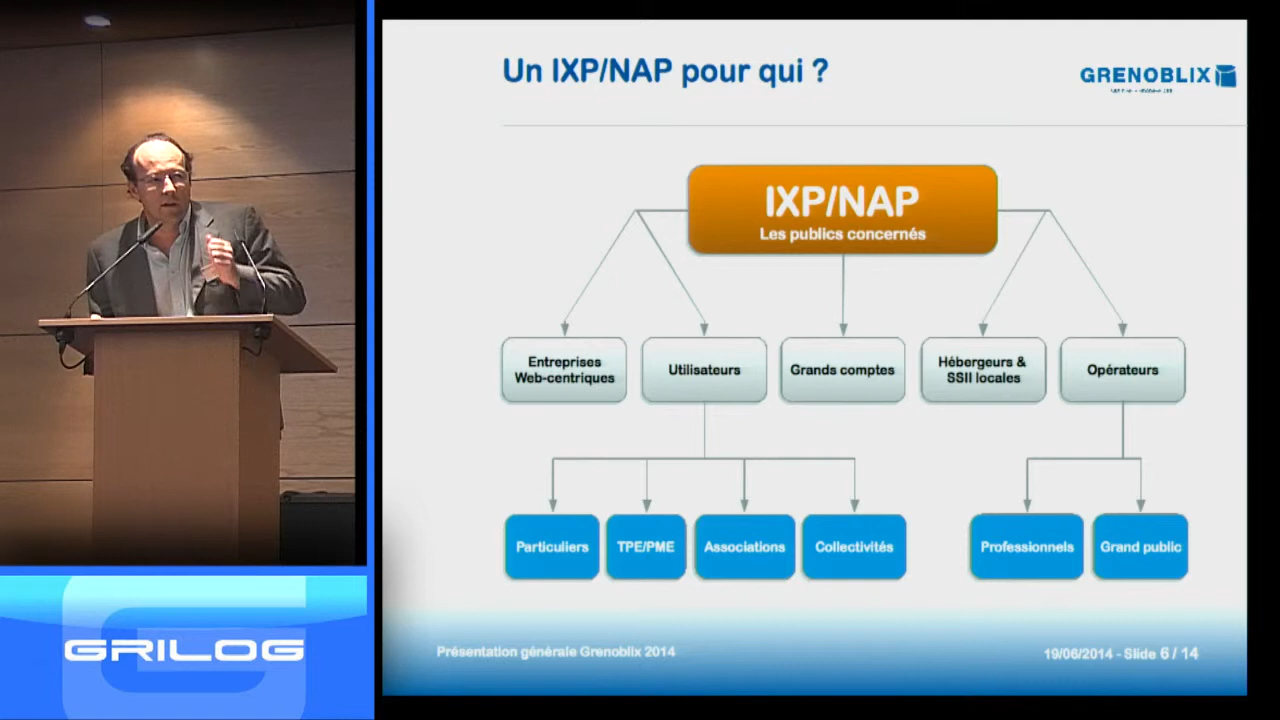 Un IXP/NAP pour qui ?
GRENOBLIX
IXP/NAP
Les publics concernés
Entreprises
Web-centriques
Utilisateurs
Grands comptes
Hébergeurs &
SSII locales
Opérateurs
Particuliers
TPE/PME
Associations
Collectivités
Professionnels
Grand public
Présentation générale Grenoblix 2014
19/06/2014 - Slide 6 / 14
GRILOG